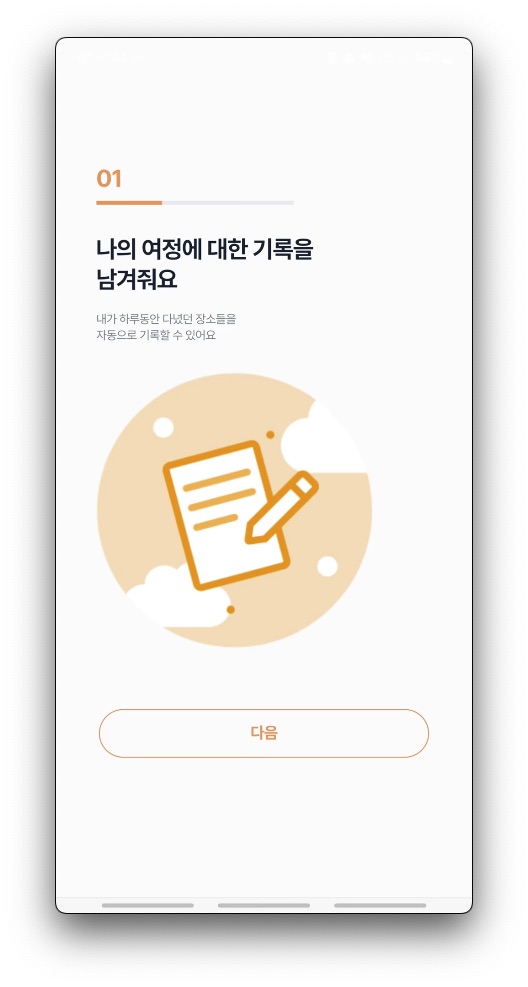 01
나의 여정에 대한 기록을
남겨줘요
내가 하루동안 다녔던 장소들을
자동으로 기록할 수 있어요
다음